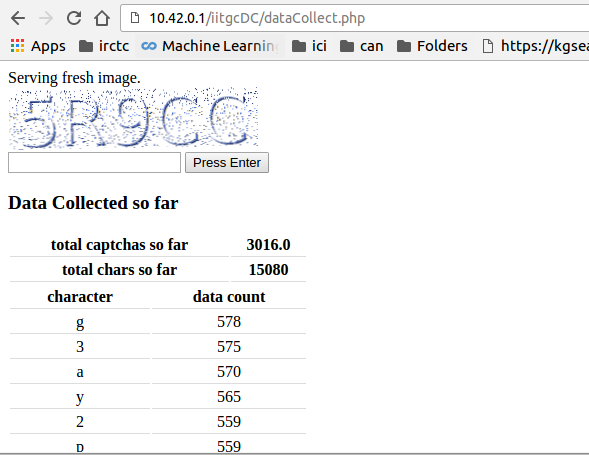 10.42.0.1/iitgcDC/dataCollect.php
Apps irctc Machine Learning ici can Folders https://kgsea
Serving fresh image.
5R9CC
Press Enter
Data Collected so far
total captchas so far 3016.0
total chars so far 15080
character data count
g 578
3 575
a 570
y 565
2 559
p 559